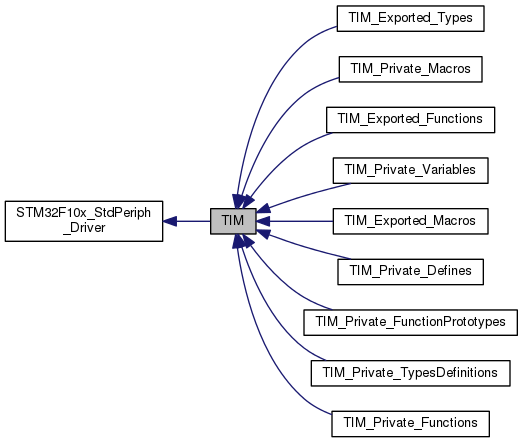 TIM_Exported_Types
TIM_Private_Macros
TIM_Exported_Functions
TIM_Private_Variables
STM32F10x_StdPeriph
_Driver
TIM
TIM_Exported_Macros
TIM_Private_Defines
TIM_Private_FunctionPrototypes
TIM_Private_TypesDefinitions
TIM_Private_Functions